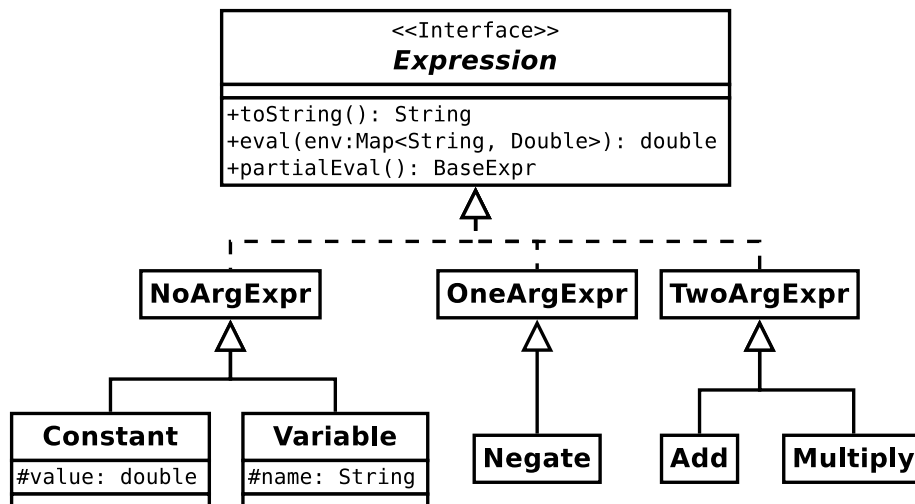 <<Interface>>
Expression
+toString(): String
+eval(env:Map<String, Double>): double
+partialEval(): BaseExpr
NoArgExpr OneArgExpr TwoArgExpr
Constant Variable
#value: double #name: String
Negate Add Multiply